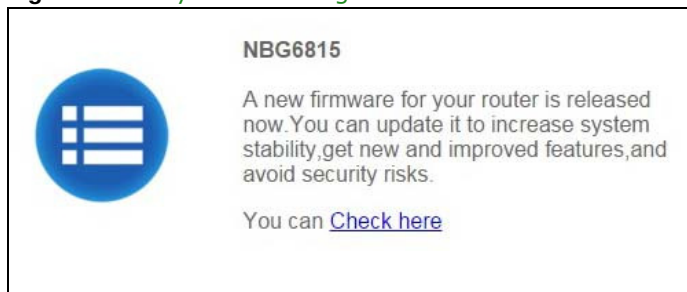 NBG6815
A new firmware for your router is released
now.You can update it to increase system
stability,get new and improved features,and
avoid security risks.
You can Check here